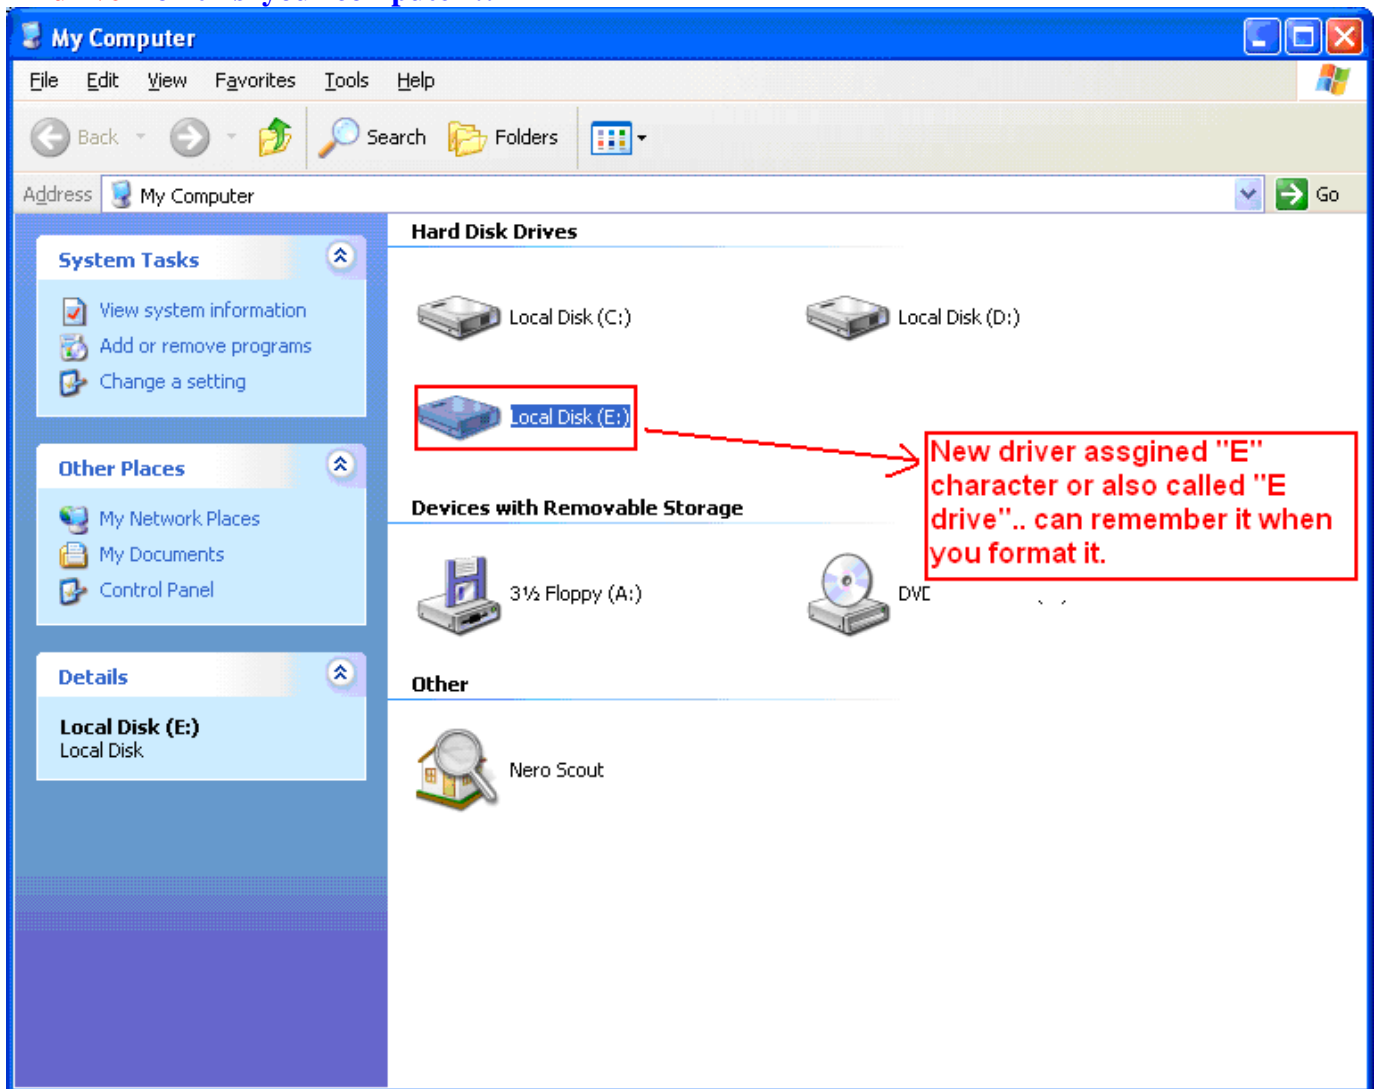 My Computer
File Edit View Favorites Tools Help
Back Search Folders
Address My Computer Go
System Tasks
View system information
Add or remove programs
Change a setting
Other Places
My Network Places
My Documents
Control Panel
Details
Local Disk (E:)
Local Disk
Hard Disk Drives
Local Disk (C:) Local Disk (D:)
Local Disk (E:)
New driver assgined "E"
character or also called "E
drive".. can remember it when
you format it.
Devices with Removable Storage
3½ Floppy (A:)
Other
Nero Scout